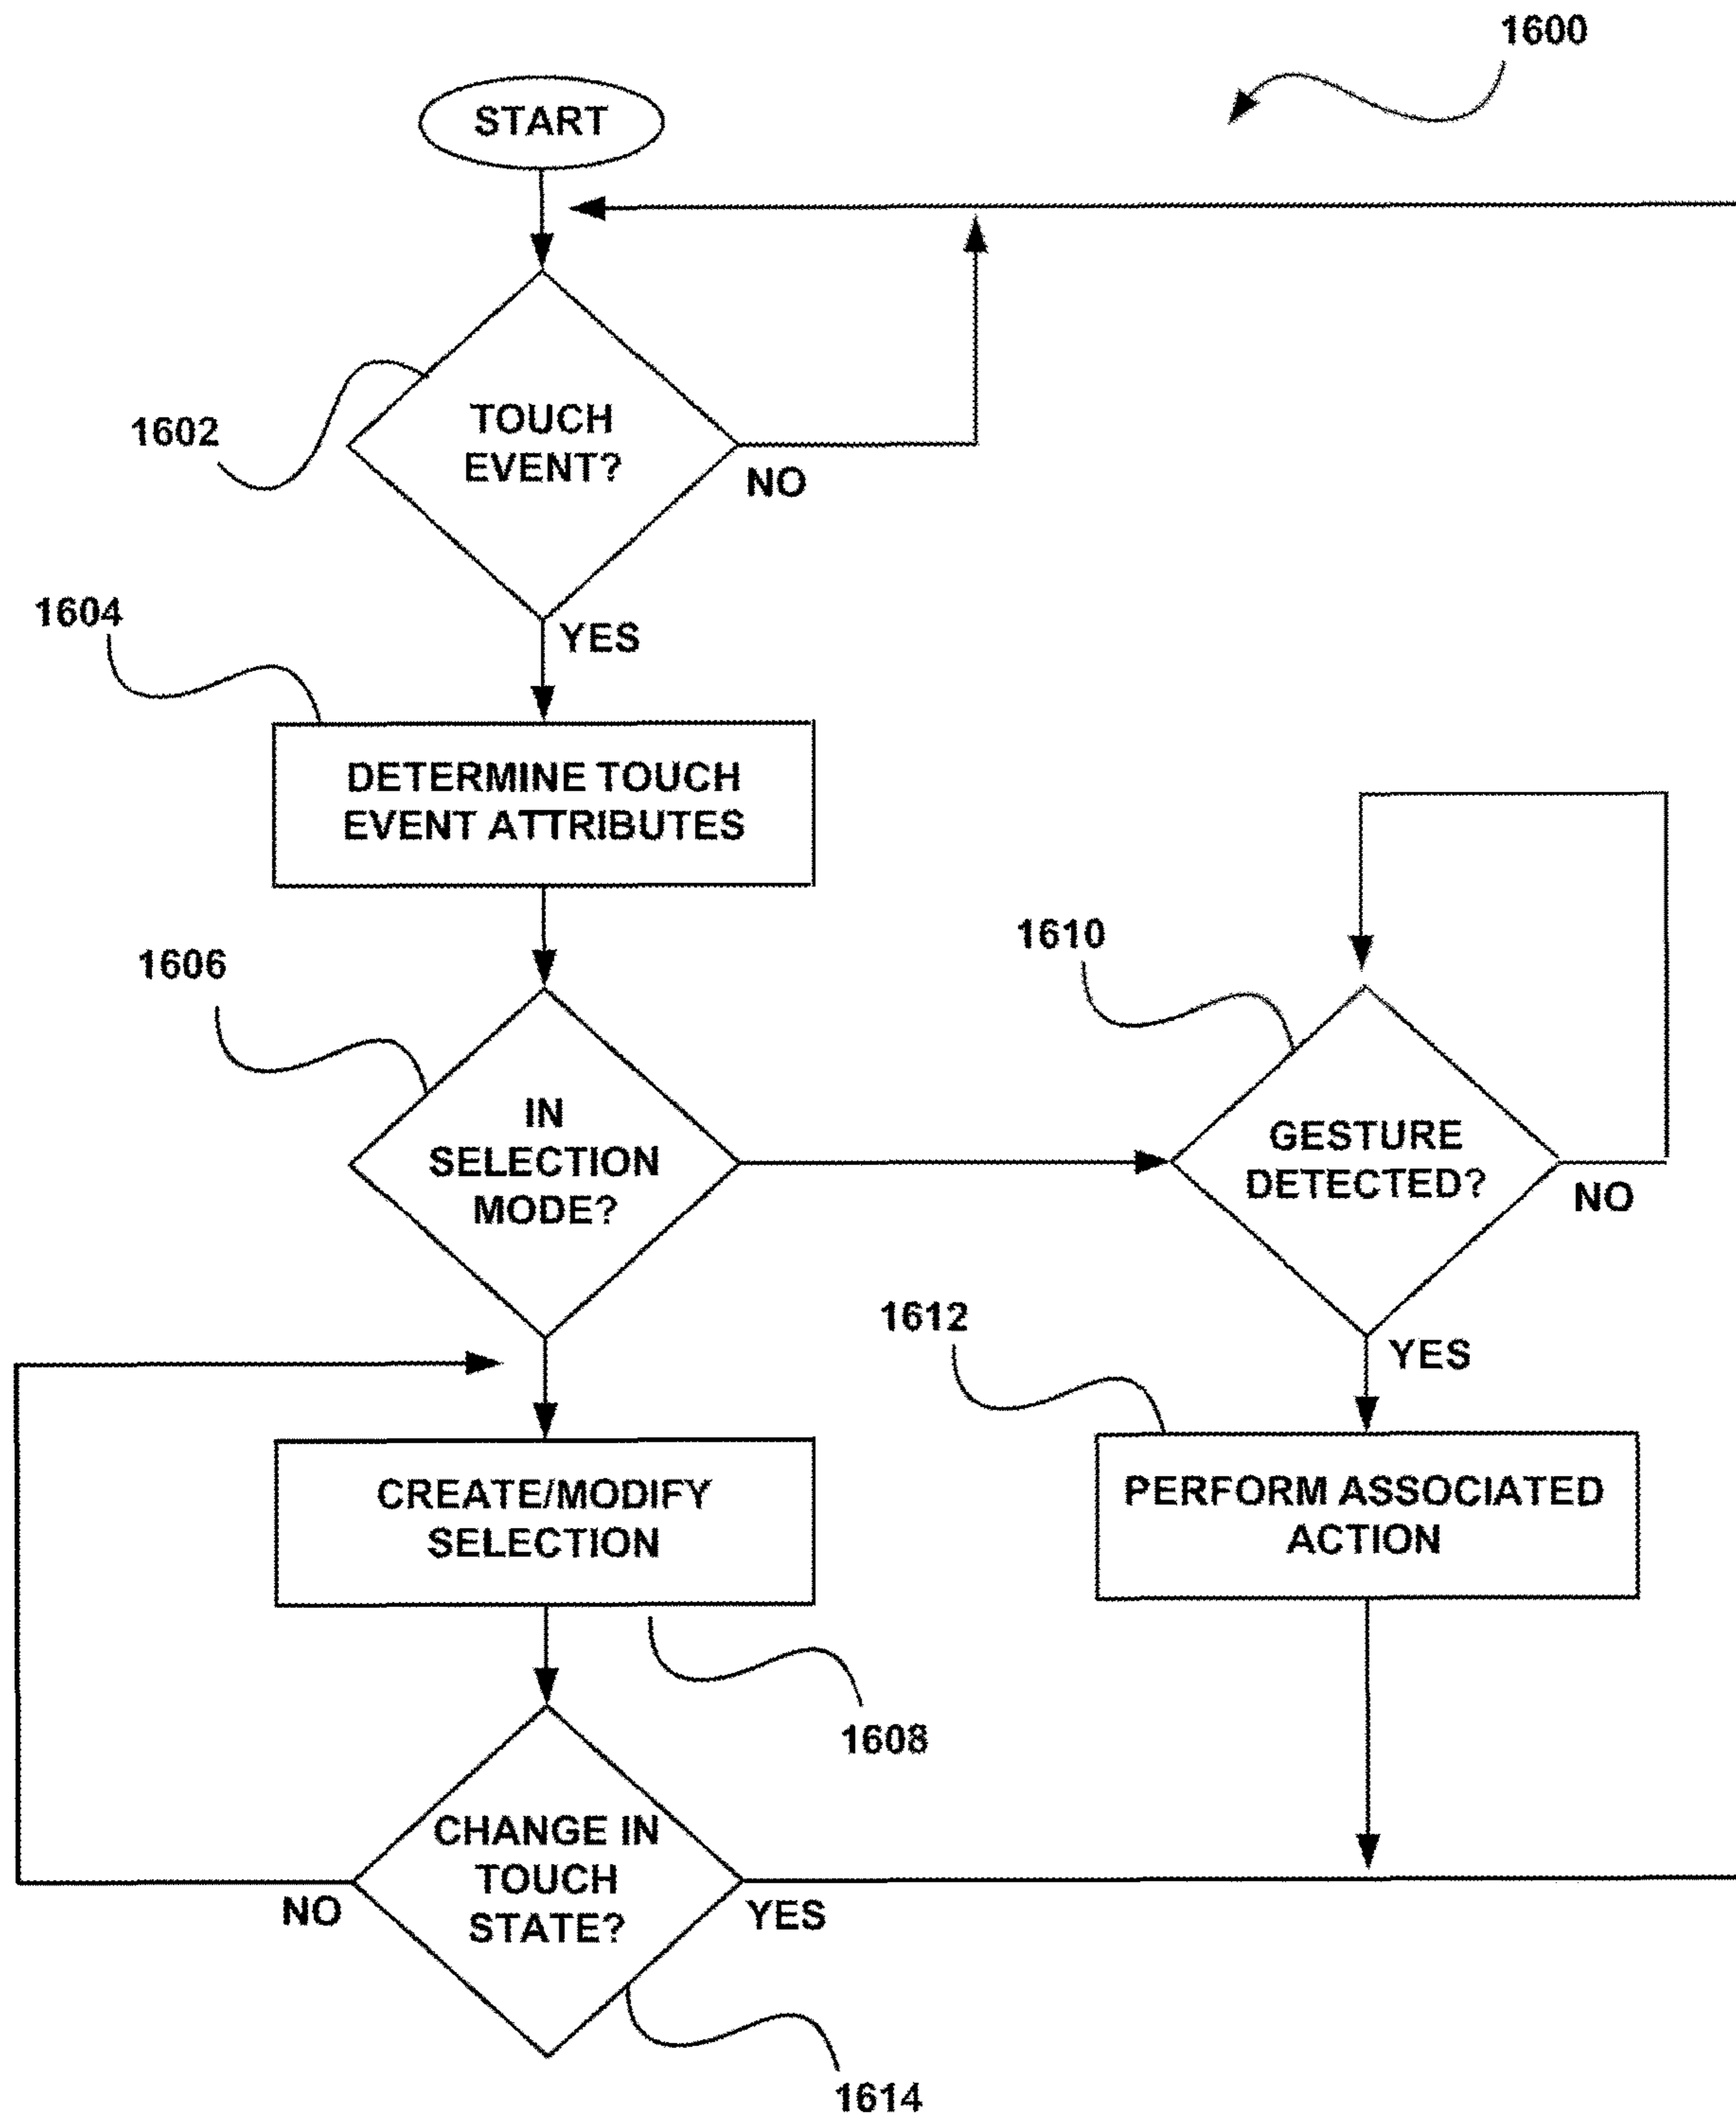 1600
START
1602
TOUCH
EVENT?
NO
1604
YES
DETERMINE TOUCH
EVENT ATTRIBUTES
1606
1610
IN
SELECTION
MODE?
GESTURE
DETECTED?
NO
1612
YES
CREATE/MODIFY
SELECTION
PERFORM ASSOCIATED
ACTION
1608
CHANGE IN
TOUCH
STATE?
NO
YES
1614